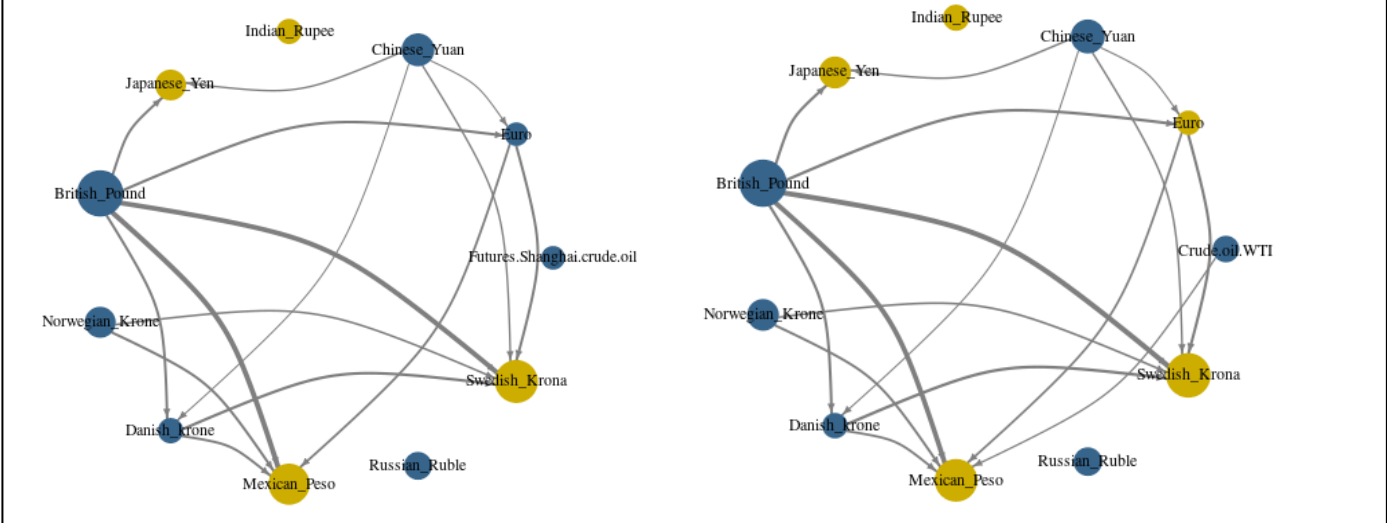 Indian_Rupee
Chinese_Yuan
Japanese_Yen
Euro
British_Pound
Futures.Shanghai.crude.oil
Norwegian_Krone
Swedish_Krona
Danish_krone
Russian_Ruble
Mexican_Peso
Indian_Rupee
Chinese_Yuan
Japanese_Yen
Euro
British_Pound
Crude.oil.WTI
Norwegian_Krone
Swedish_Krona
Danish_krone
Russian_Ruble
Mexican_Peso